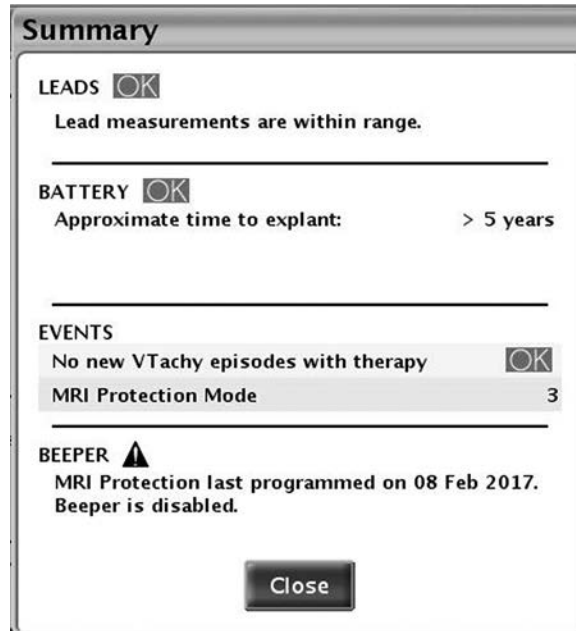 Summary
LEADS OK
Lead measurements are within range.
BATTERY OK
Approximate time to explant: > 5 years
EVENTS
No new VTachy episodes with therapy OK
MRI Protection Mode 3
BEEPER
MRI Protection last programmed on 08 Feb 2017.
Beeper is disabled.
Close